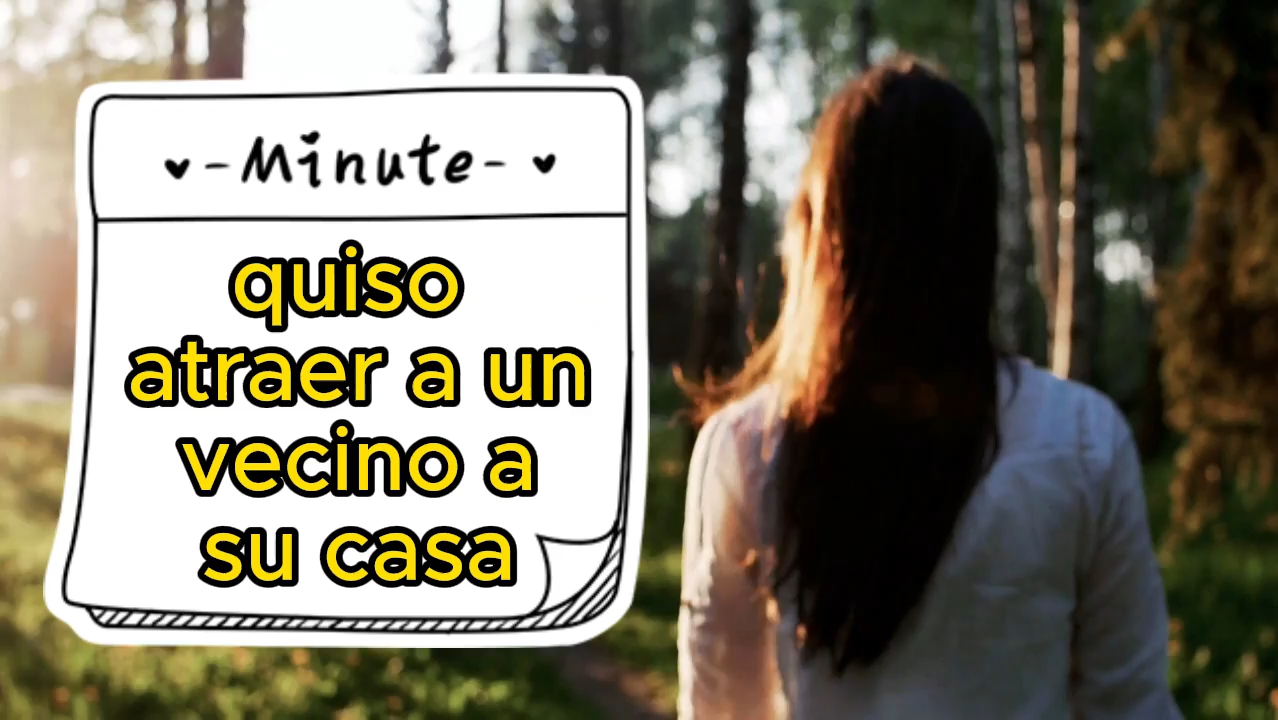 -Minute-
quiso
atraer a un
vecino a
su casa